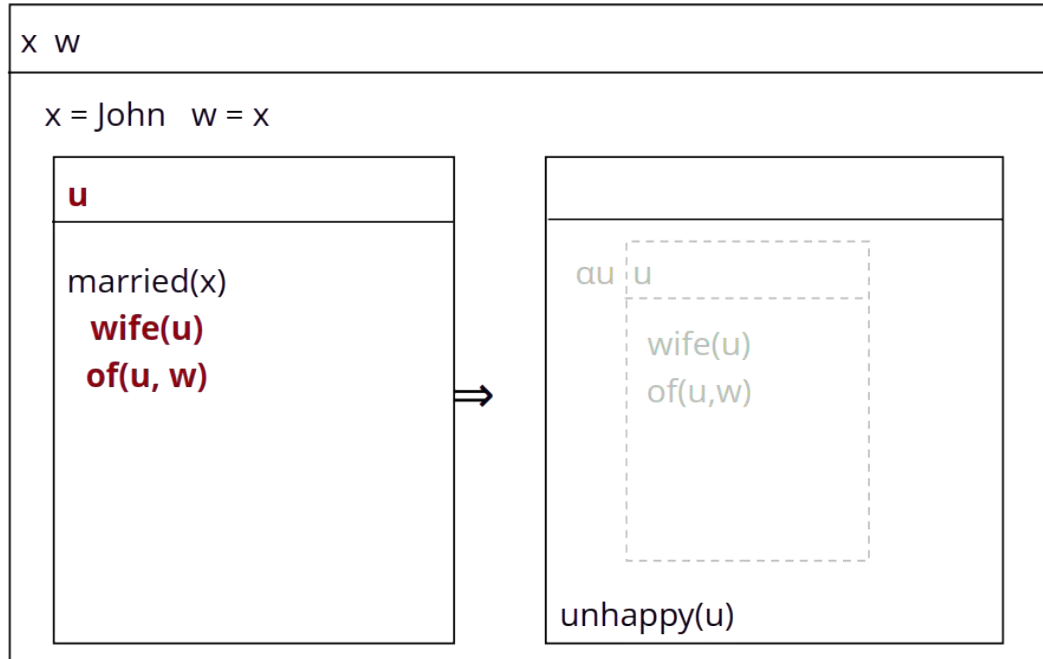 x w
x = John w = x
u
married(x)
wife(u)
of(u, w)
⇒
αu u
wife(u)
of(u,w)
unhappy(u)